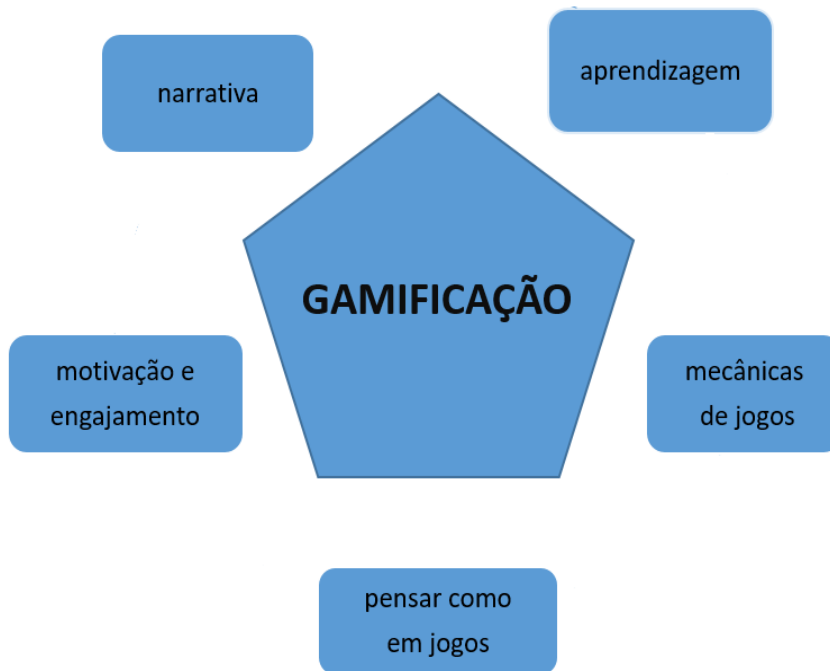 narrativa
aprendizagem
GAMIFICAÇÃO
motivação e
engajamento
mecânicas
de jogos
pensar como
em jogos